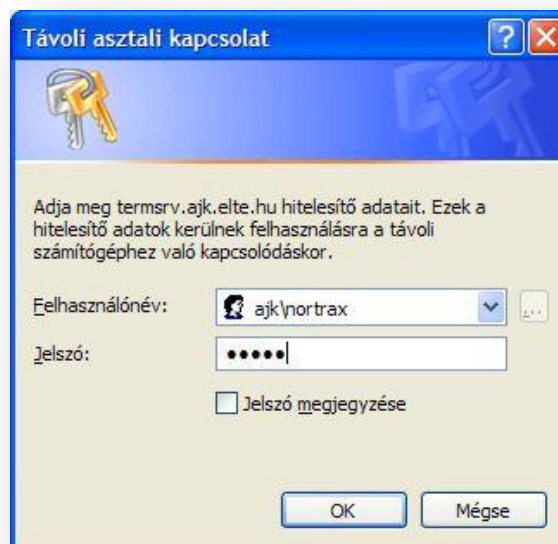 Távoli asztali kapcsolat
Adja meg termsrv.ajk.elte.hu hitelesítő adatait. Ezek a
hitelesítő adatok kerülnek felhasználásra a távoli
számítógéphez való kapcsolódáskor.
Felhasználónév: ajk\nortrax ...
Jelszó: •••••
Jelszó megjegyzése
OK Mégse